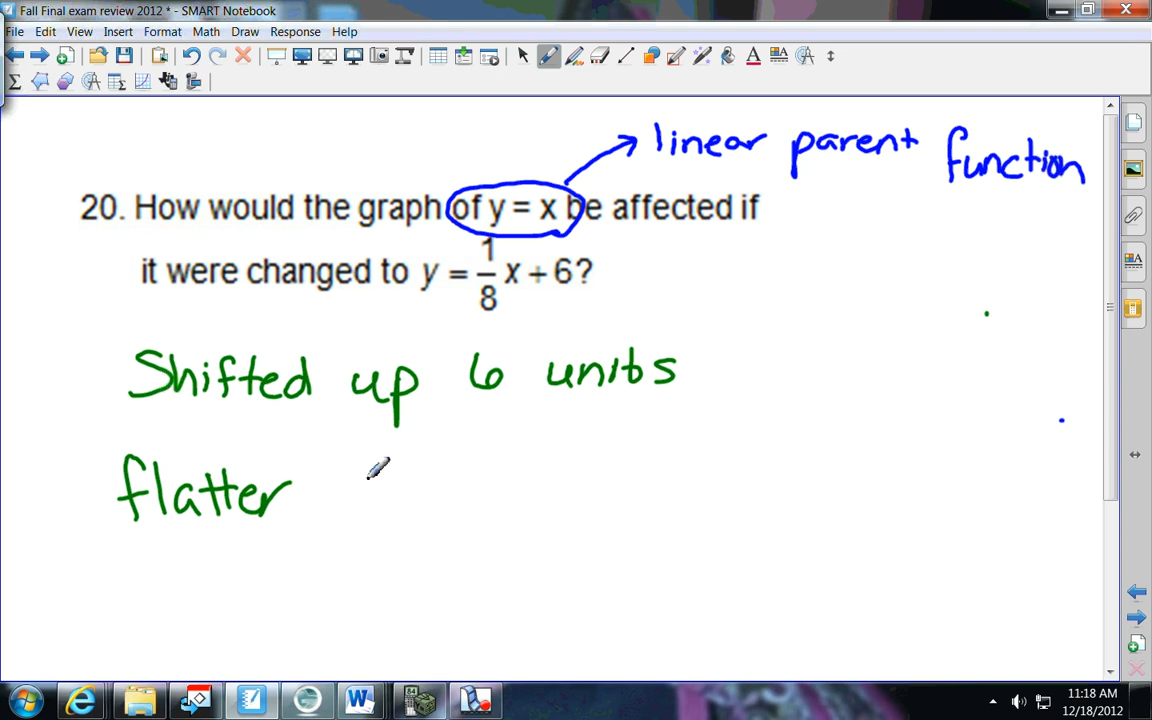 Fall Final exam review 2012 * - SMART Notebook
File Edit View Insert Format Math Draw Response Help
linear parent function
20. How would the graph of y = x be affected if
it were changed to y = 1/8 x + 6?
Shifted up 6 units
flatter
11:18 AM
12/18/2012